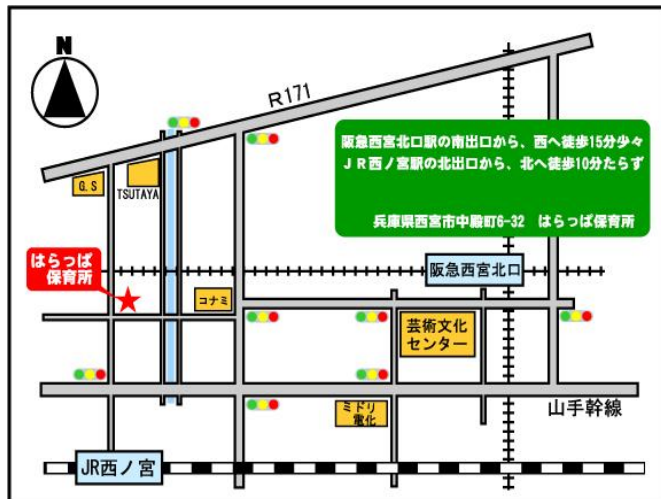 N
R171
阪急西宮北口駅の南出口から、西へ徒歩15分少々
JR西ノ宮駅の北出口から、北へ徒歩10分たらず
兵庫県西宮市中殿町6-32 はらっぱ保育所
G.S
TSUTAYA
はらっぱ
保育所
阪急西宮北口
コナミ
芸術文化
センター
ミドリ
電化
山手幹線
JR西ノ宮